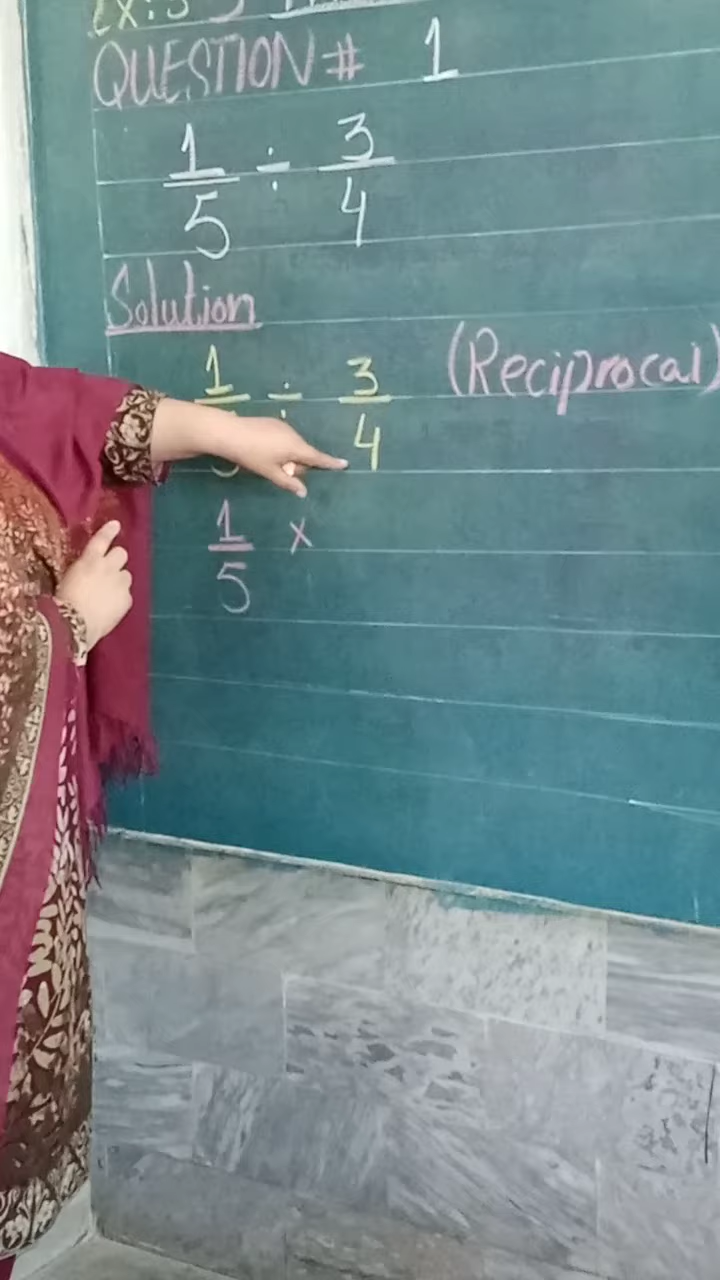 QUESTION # 1
1/5 ÷ 3/4
Solution
1/5 ÷ 3/4 (Reciprocal)
1/5 ×